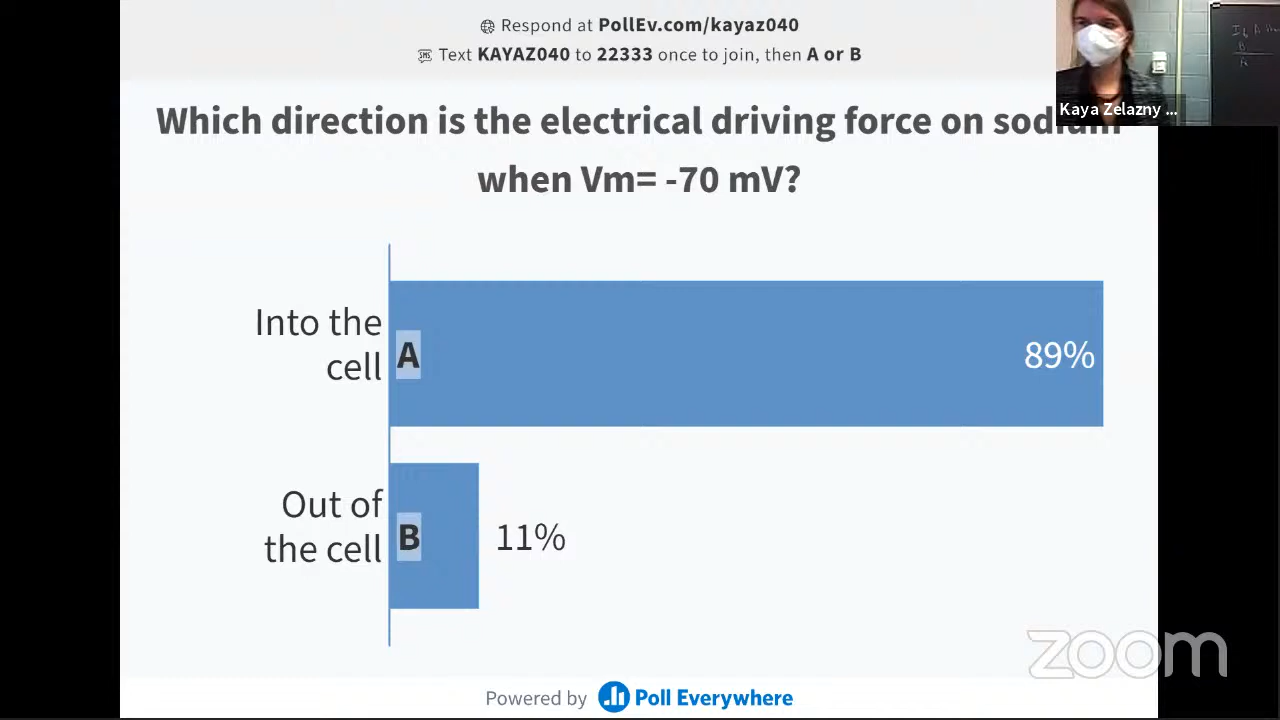 Respond at PollEv.com/kayaz040
Text KAYAZ040 to 22333 once to join, then A or B
Kaya Zelazny ...
Which direction is the electrical driving force on sodium
when Vm= -70 mV?
Into the
cell
A
89%
Out of
the cell
B
11%
zoom
Powered by Poll Everywhere